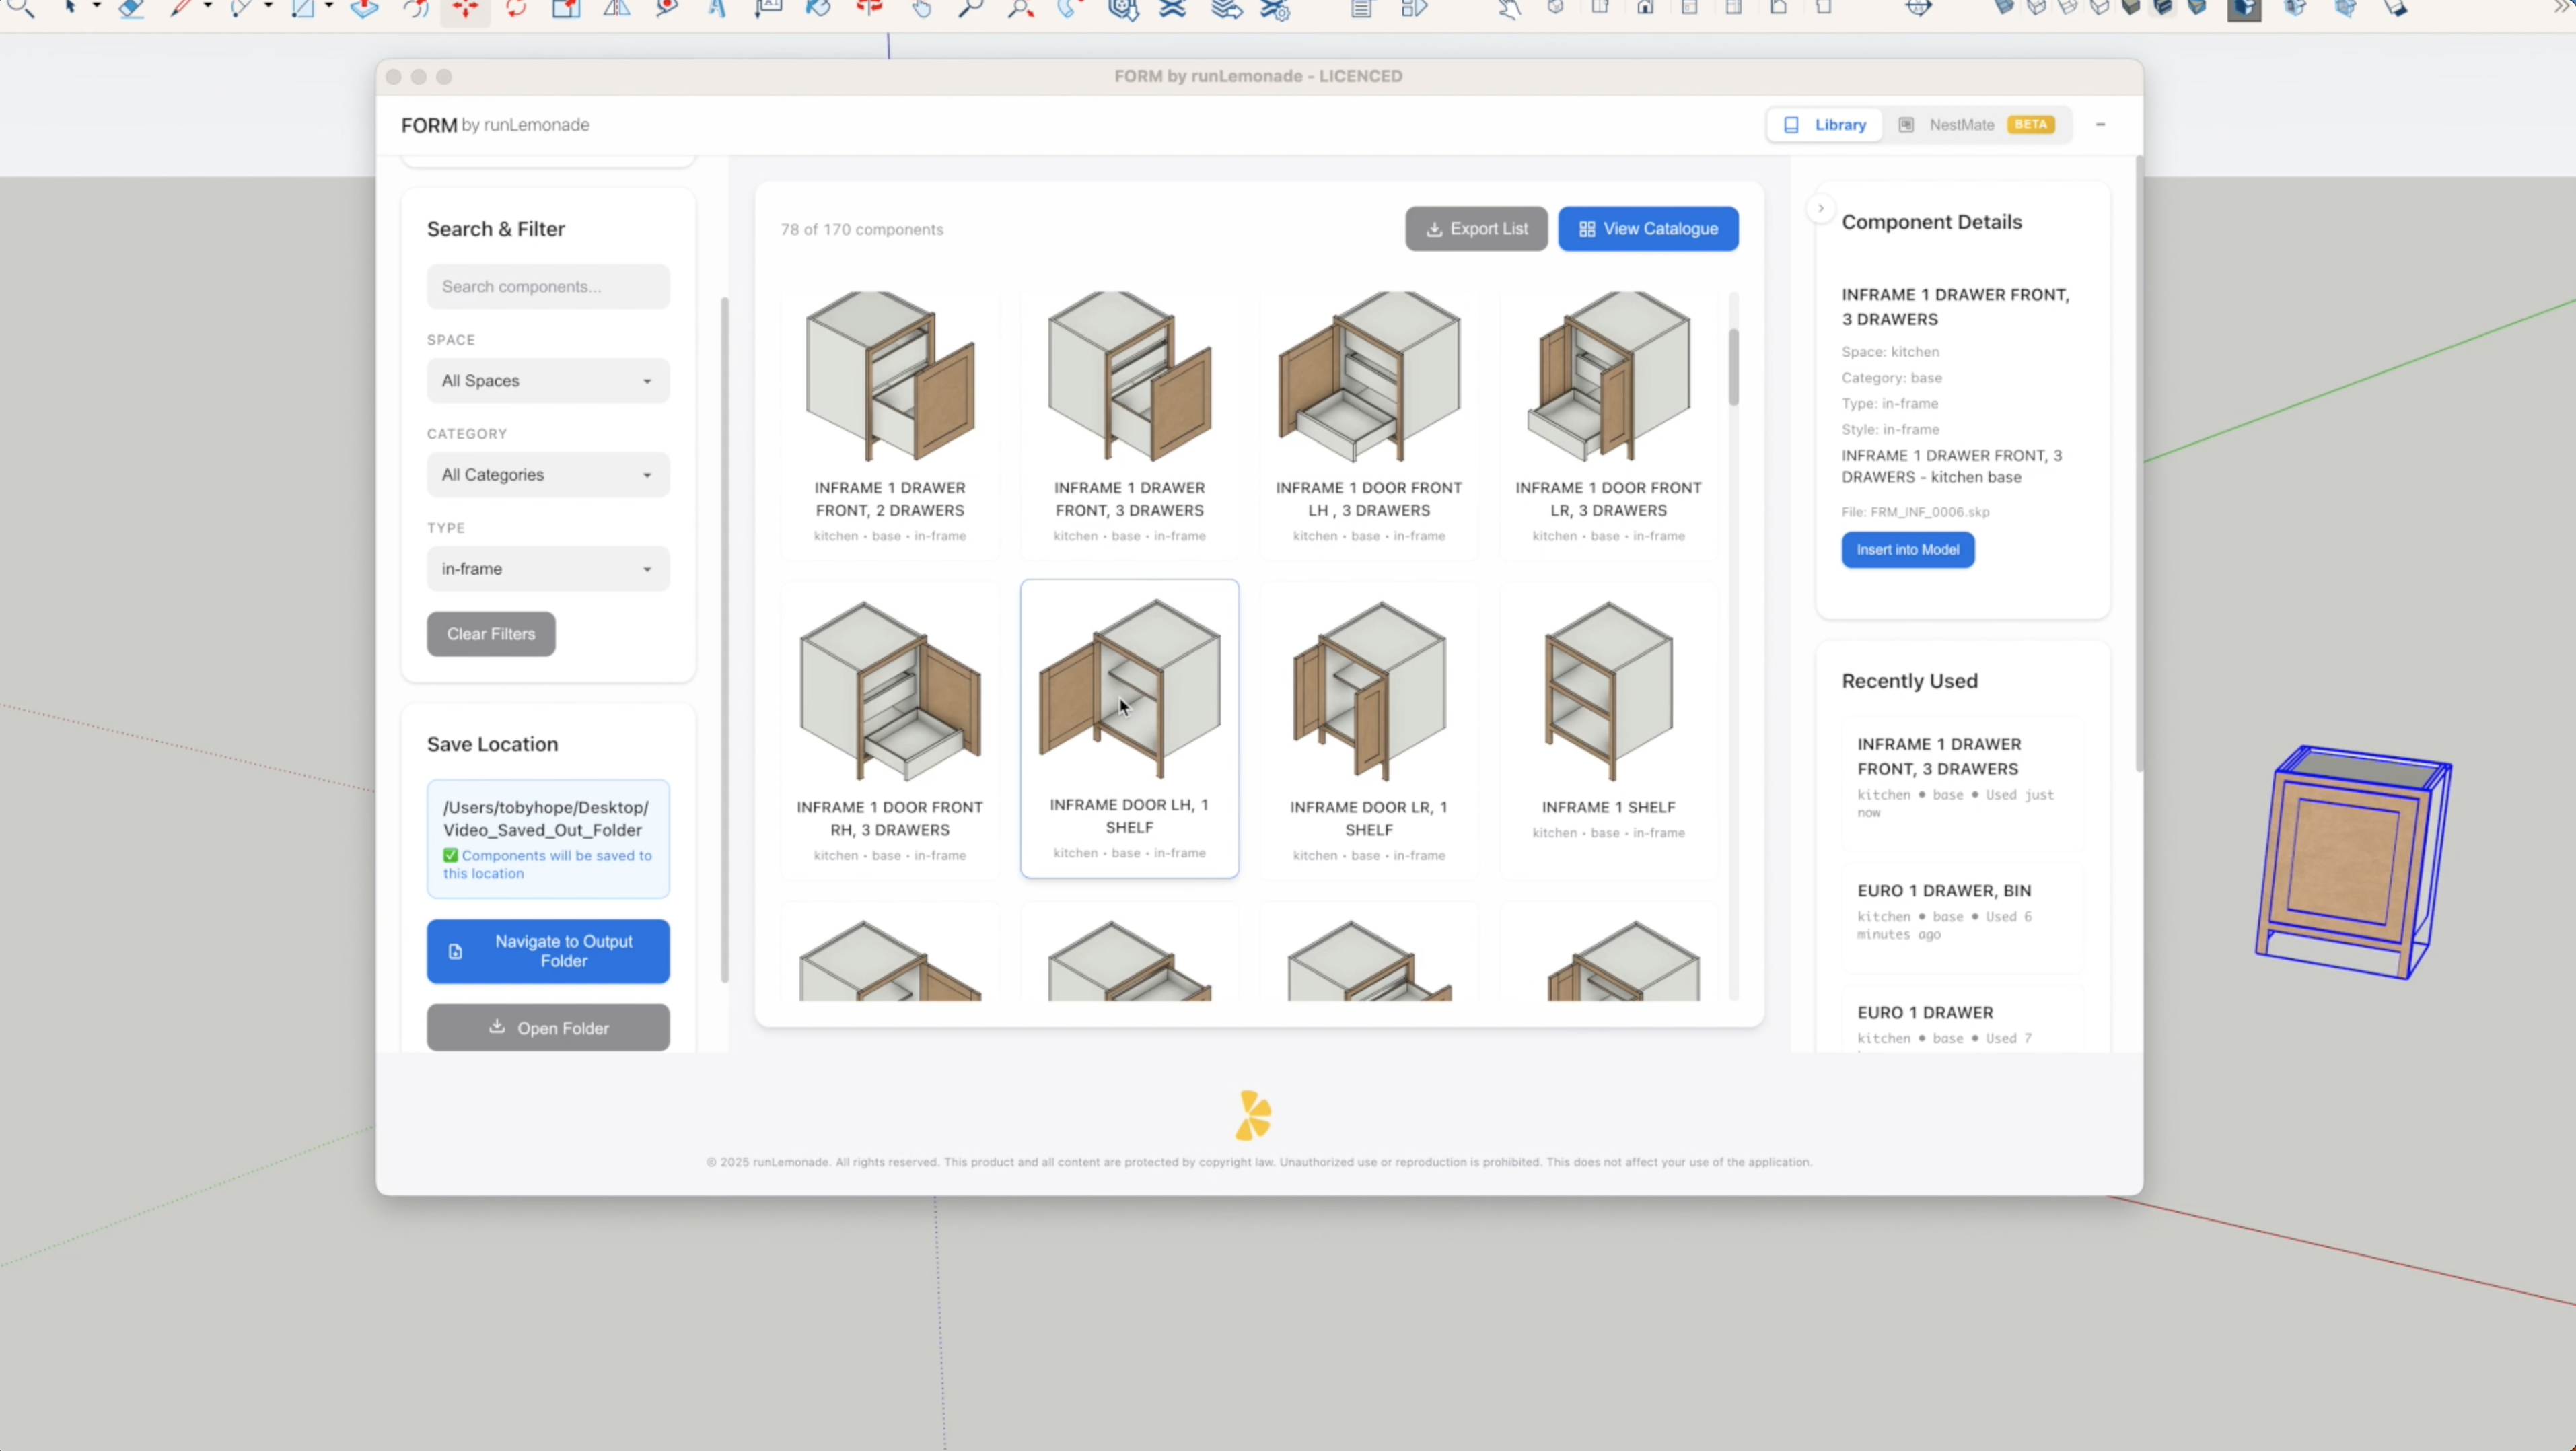 FORM by runLemonade - LICENCED
FORM by runLemonade
Library
NestMate
BETA
Search & Filter
Search components...
SPACE
All Spaces
CATEGORY
All Categories
TYPE
in-frame
Clear Filters
Save Location
/Users/tobyhope/Desktop/
Video_Saved_Out_Folder
Components will be saved to
this location
Navigate to Output
Folder
Open Folder
78 of 170 components
Export List
View Catalogue
INFRAME 1 DRAWER
FRONT, 2 DRAWERS
kitchen • base • in-frame
INFRAME 1 DRAWER
FRONT, 3 DRAWERS
kitchen • base • in-frame
INFRAME 1 DOOR FRONT
LH , 3 DRAWERS
kitchen • base • in-frame
INFRAME 1 DOOR FRONT
LR, 3 DRAWERS
kitchen • base • in-frame
INFRAME 1 DOOR FRONT
RH, 3 DRAWERS
kitchen • base • in-frame
INFRAME DOOR LH, 1
SHELF
kitchen • base • in-frame
INFRAME DOOR LR, 1
SHELF
kitchen • base • in-frame
INFRAME 1 SHELF
kitchen • base • in-frame
Component Details
INFRAME 1 DRAWER FRONT,
3 DRAWERS
Space: kitchen
Category: base
Type: in-frame
Style: in-frame
INFRAME 1 DRAWER FRONT, 3
DRAWERS - kitchen base
File: FRM_INF_0006.skp
Insert into Model
Recently Used
INFRAME 1 DRAWER
FRONT, 3 DRAWERS
kitchen • base • Used just
now
EURO 1 DRAWER, BIN
kitchen • base • Used 6
minutes ago
EURO 1 DRAWER
kitchen • base • Used 7
© 2025 runLemonade. All rights reserved. This product and all content are protected by copyright law. Unauthorized use or reproduction is prohibited. This does not affect your use of the application.